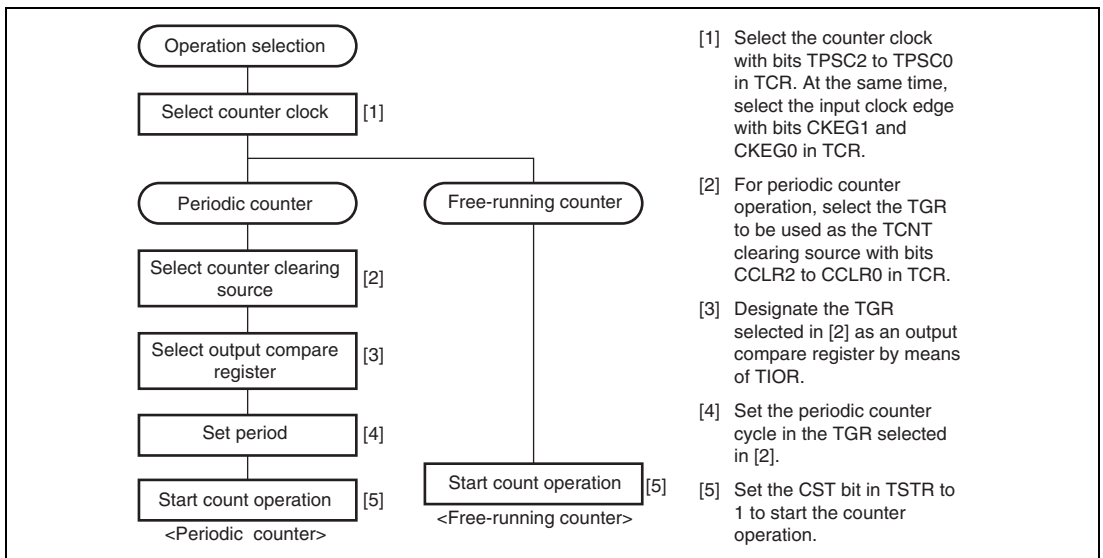 Operation selection
Select counter clock
[1]
Periodic counter
Free-running counter
Select counter clearing
source
[2]
Select output compare
register
[3]
Set period
[4]
Start count operation
[5]
<Periodic counter>
Start count operation
[5]
<Free-running counter>
[1] Select the counter clock
with bits TPSC2 to TPSC0
in TCR. At the same time,
select the input clock edge
with bits CKEG1 and
CKEG0 in TCR.
[2] For periodic counter
operation, select the TGR
to be used as the TCNT
clearing source with bits
CCLR2 to CCLR0 in TCR.
[3] Designate the TGR
selected in [2] as an output
compare register by means
of TIOR.
[4] Set the periodic counter
cycle in the TGR selected
in [2].
[5] Set the CST bit in TSTR to
1 to start the counter
operation.